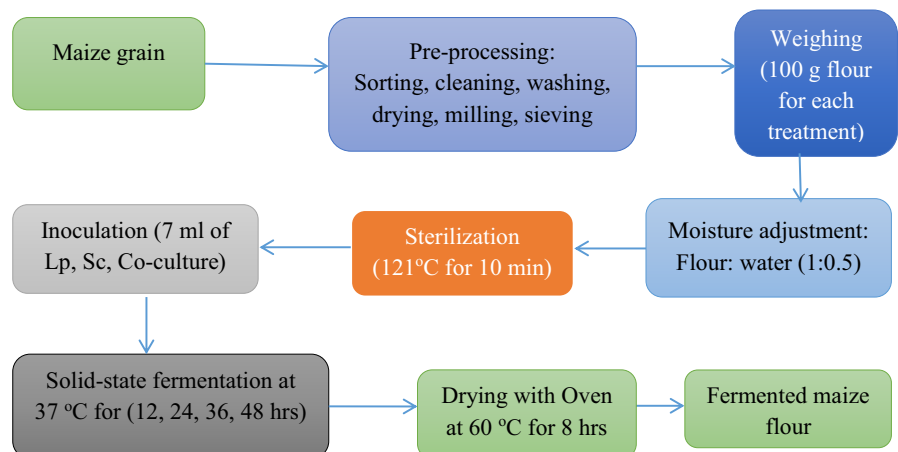 Maize grain
Pre-processing:
Sorting, cleaning, washing,
drying, milling, sieving
Weighing
(100 g flour
for each
treatment)
Moisture adjustment:
Flour: water (1:0.5)
Sterilization
(121°C for 10 min)
Inoculation (7 ml of
Lp, Sc, Co-culture)
Solid-state fermentation at
37 °C for (12, 24, 36, 48 hrs)
Drying with Oven
at 60 °C for 8 hrs
Fermented maize
flour